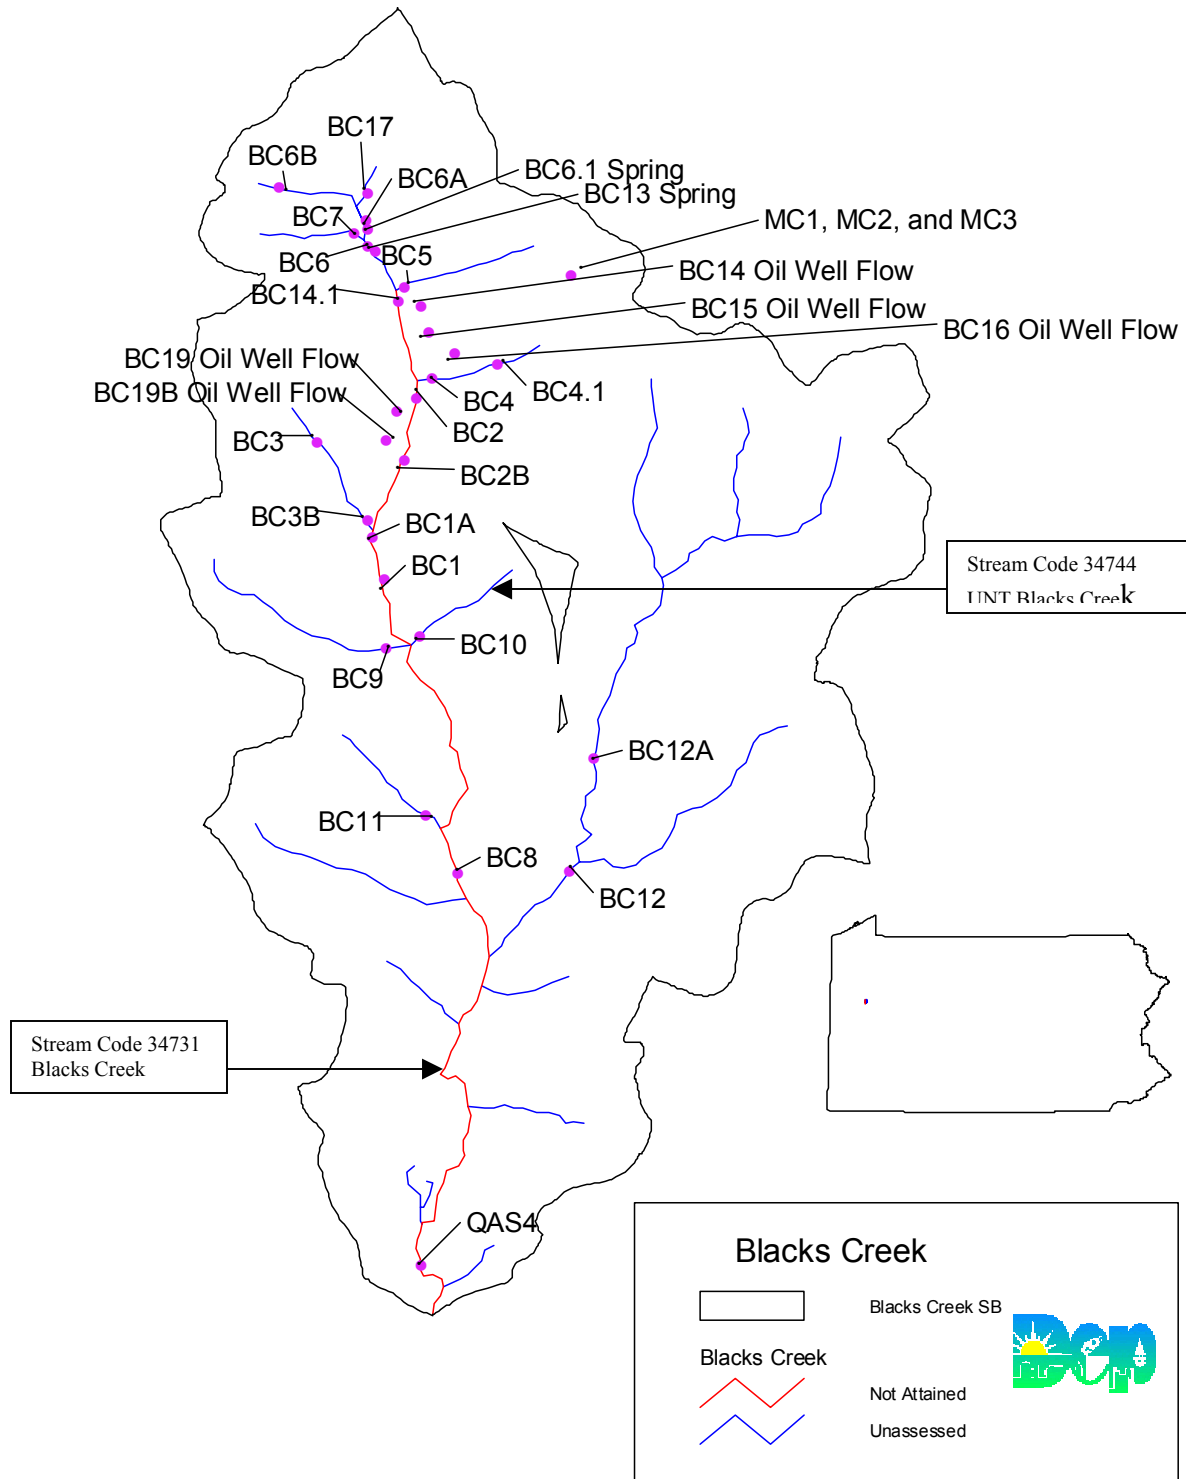 BC17
BC6B
BC6A
BC6.1 Spring
BC13 Spring
BC7
MC1, MC2, and MC3
BC6
BC5
BC14 Oil Well Flow
BC14.1
BC15 Oil Well Flow
BC16 Oil Well Flow
BC19 Oil Well Flow
BC19B Oil Well Flow
BC4
BC4.1
BC3
BC2
BC2B
BC3B
BC1A
BC1
Stream Code 34744
UNT Blacks Creek
BC10
BC9
BC12A
BC11
BC8
BC12
Stream Code 34731
Blacks Creek
QAS4
Blacks Creek
Blacks Creek SB
Blacks Creek
Not Attained
Unassessed
Dep